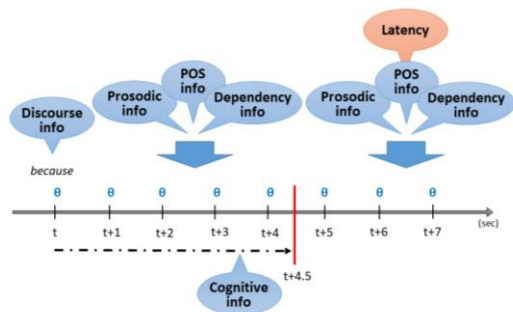 Latency
POS
info
POS
info
Prosodic
info
Dependency
info
Prosodic
info
Dependency
info
Discourse
info
because
θ θ θ θ θ θ θ θ
t t+1 t+2 t+3 t+4 t+5 t+6 t+7 (sec)
t+4.5
Cognitive
info